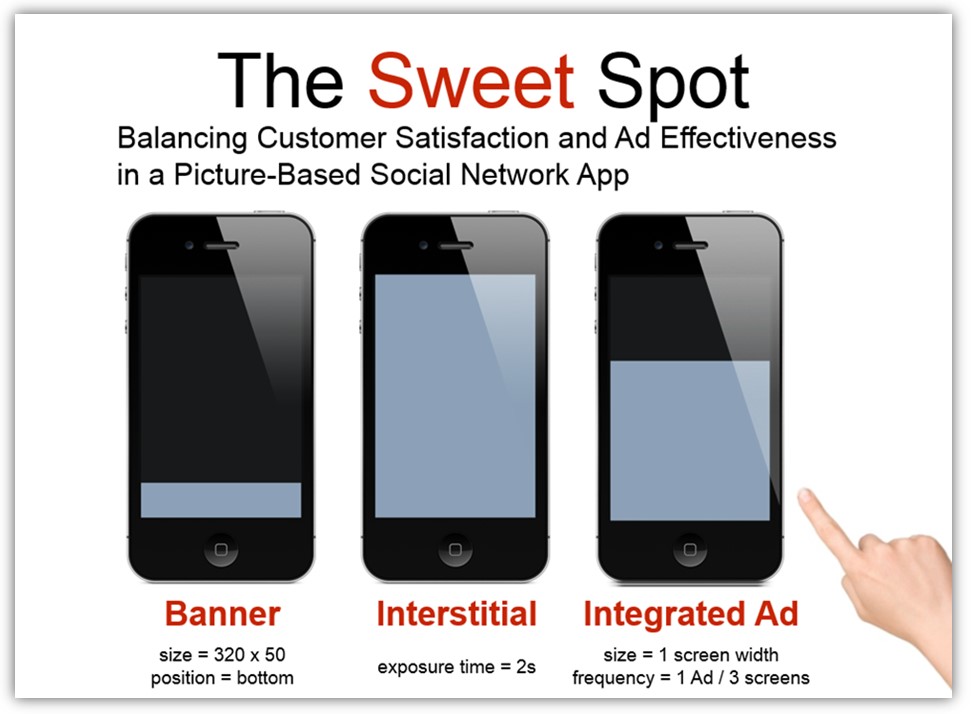 The Sweet Spot
Balancing Customer Satisfaction and Ad Effectiveness
in a Picture-Based Social Network App
Banner
size = 320 x 50
position = bottom
Interstitial
exposure time = 2s
Integrated Ad
size = 1 screen width
frequency = 1 Ad / 3 screens